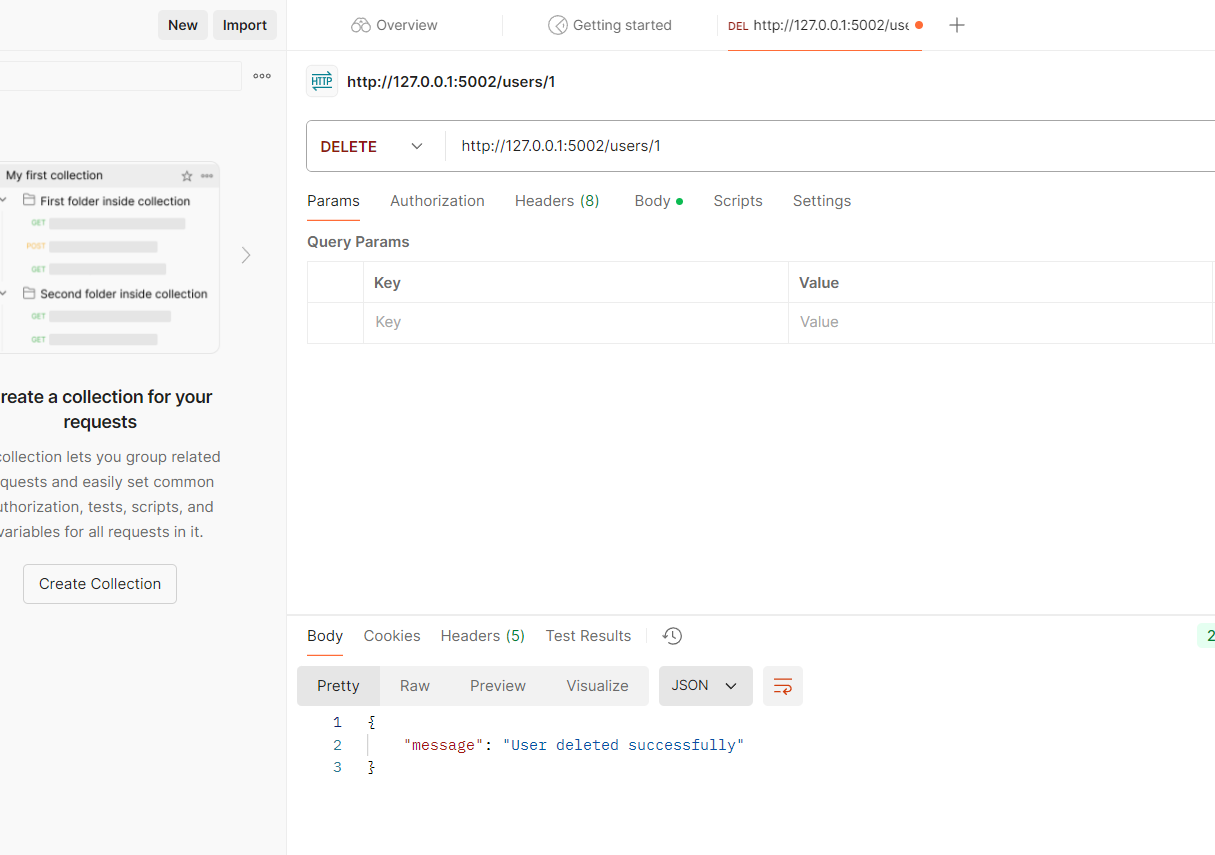 New Import
Overview
Getting started
DEL http://127.0.0.1:5002/use
HTTP http://127.0.0.1:5002/users/1
DELETE http://127.0.0.1:5002/users/1
Params Authorization Headers (8) Body Scripts Settings
Query Params
Key Value
Key Value
My first collection
First folder inside collection
GET
POST
GET
Second folder inside collection
GET
GET
reate a collection for your
requests
collection lets you group related
quests and easily set common
uthorization, tests, scripts, and
variables for all requests in it.
Create Collection
Body Cookies Headers (5) Test Results
2
Pretty Raw Preview Visualize JSON
1 {
2 "message": "User deleted successfully"
3 }